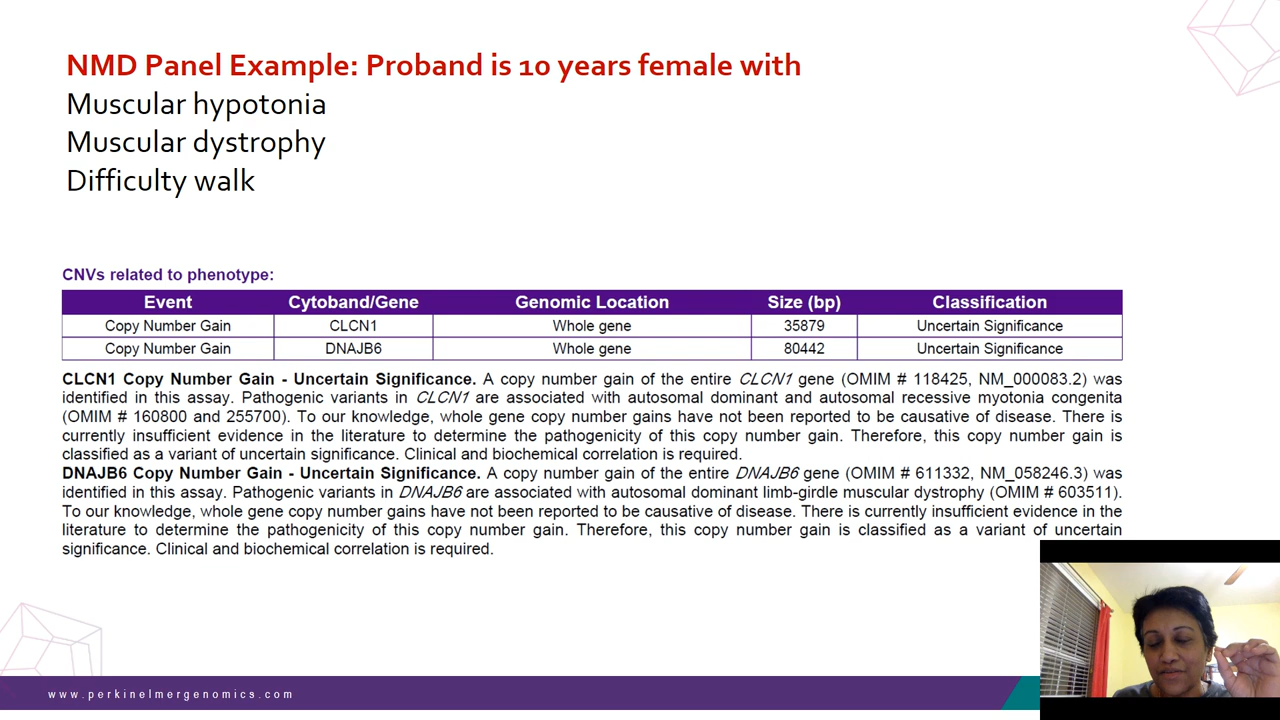 NMD Panel Example: Proband is 10 years female with
Muscular hypotonia
Muscular dystrophy
Difficulty walk
CNVs related to phenotype:
Event Cytoband/Gene Genomic Location Size (bp) Classification
Copy Number Gain CLCN1 Whole gene 35879 Uncertain Significance
Copy Number Gain DNAJB6 Whole gene 80442 Uncertain Significance
CLCN1 Copy Number Gain - Uncertain Significance. A copy number gain of the entire CLCN1 gene (OMIM # 118425, NM_000083.2) was
identified in this assay. Pathogenic variants in CLCN1 are associated with autosomal dominant and autosomal recessive myotonia congenita
(OMIM # 160800 and 255700). To our knowledge, whole gene copy number gains have not been reported to be causative of disease. There is
currently insufficient evidence in the literature to determine the pathogenicity of this copy number gain. Therefore, this copy number gain is
classified as a variant of uncertain significance. Clinical and biochemical correlation is required.
DNAJB6 Copy Number Gain - Uncertain Significance. A copy number gain of the entire DNAJB6 gene (OMIM # 611332, NM_058246.3) was
identified in this assay. Pathogenic variants in DNAJB6 are associated with autosomal dominant limb-girdle muscular dystrophy (OMIM # 603511).
To our knowledge, whole gene copy number gains have not been reported to be causative of disease. There is currently insufficient evidence in the
literature to determine the pathogenicity of this copy number gain. Therefore, this copy number gain is classified as a variant of uncertain
significance. Clinical and biochemical correlation is required.
www.perkinelmergenomics.com